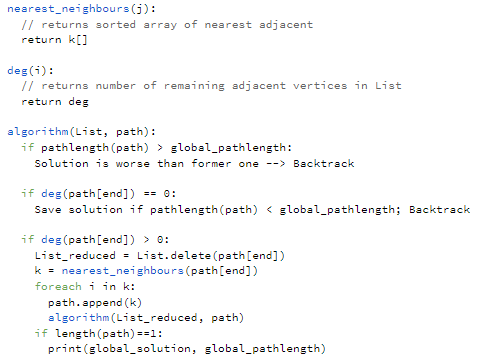 nearest_neighbours(j):
// returns sorted array of nearest adjacent
return k[]
deg(i):
// returns number of remaining adjacent vertices in List
return deg
algorithm(List, path):
if pathlength(path) > global_pathlength:
Solution is worse than former one --> Backtrack
if deg(path[end]) == 0:
Save solution if pathlength(path) < global_pathlength; Backtrack
if deg(path[end]) > 0:
List_reduced = List.delete(path[end])
k = nearest_neighbours(path[end])
foreach i in k:
path.append(k)
algorithm(List_reduced, path)
if length(path)==1:
print(global_solution, global_pathlength)